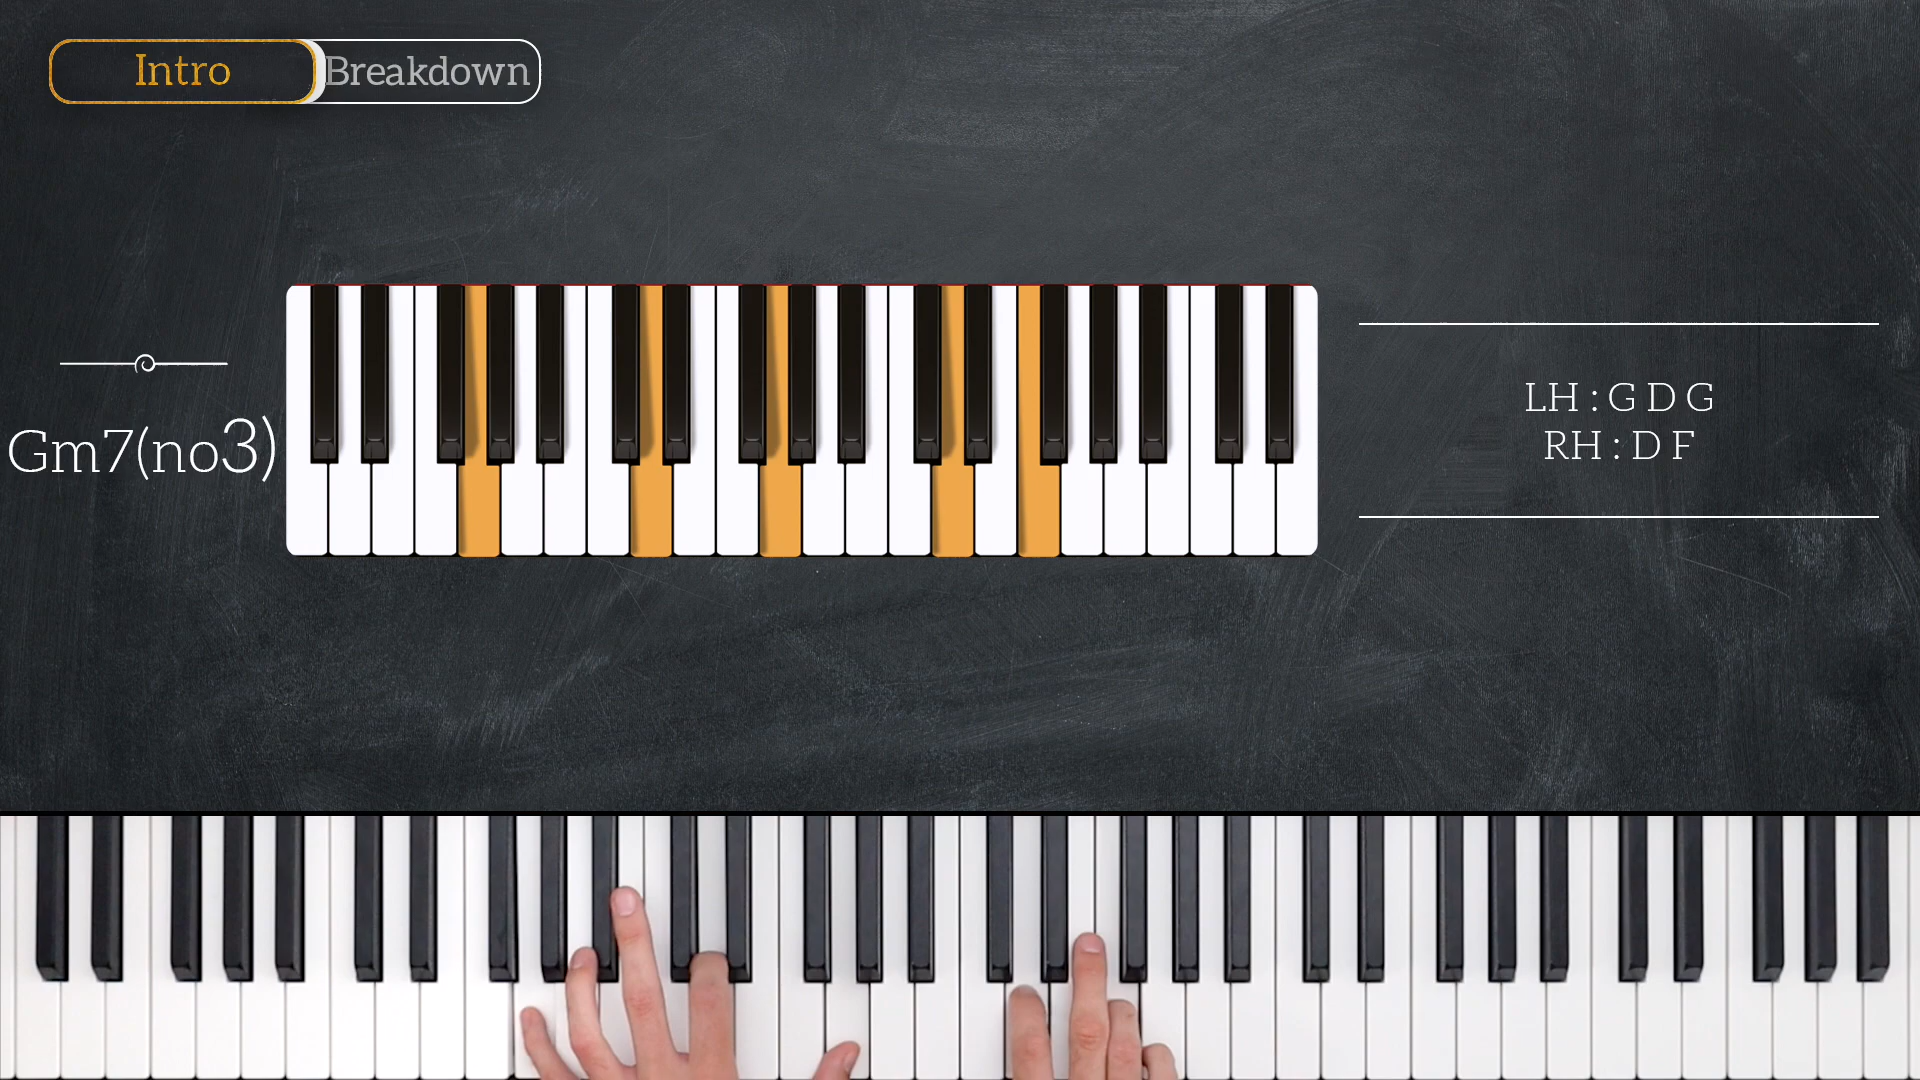 Intro Breakdown
Gm7(no3)
LH : G D G
RH : D F